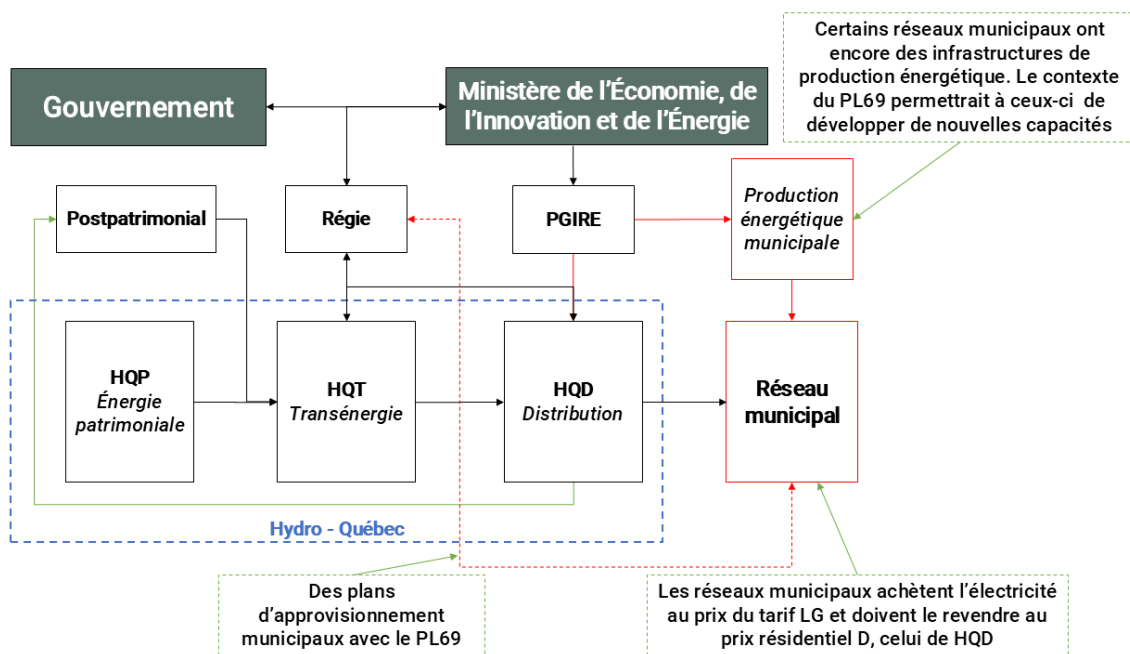 Certains réseaux municipaux ont
encore des infrastructures de
production énergétique. Le contexte
du PL69 permettrait à ceux-ci de
développer de nouvelles capacités
Gouvernement
Ministère de l'Économie, de
l'Innovation et de l'Énergie
Postpatrimonial
Régie
PGIRE
Production
énergétique
municipale
HQP
Énergie
patrimoniale
HQT
Transénergie
HQD
Distribution
Réseau
municipal
Hydro - Québec
Des plans
d'approvisionnement
municipaux avec le PL69
Les réseaux municipaux achètent l'électricité
au prix du tarif LG et doivent le revendre au
prix résidentiel D, celui de HQD